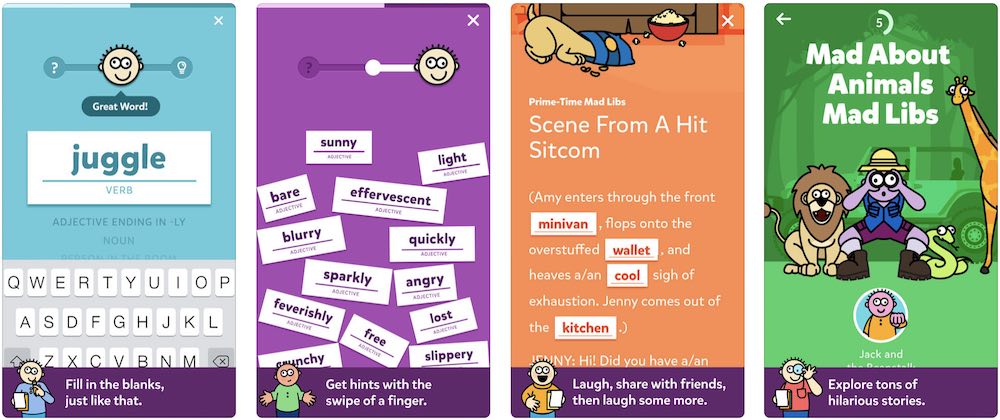 Great Word!
juggle
VERB
ADJECTIVE ENDING IN -LY
NOUN
PERSON IN THE ROOM
Q W E R T Y U I O P
A S D F G H J K L
Z X C V B N M
Fill in the blanks,
just like that.
?
sunny
ADJECTIVE
light
ADJECTIVE
bare
ADJECTIVE
effervescent
ADJECTIVE
blurry
ADJECTIVE
quickly
ADJECTIVE
sparkly
ADJECTIVE
angry
ADJECTIVE
feverishly
ADJECTIVE
free
ADJECTIVE
lost
ADJECTIVE
crunchy
slippery
Get hints with the
swipe of a finger.
Prime-Time Mad Libs
Scene From A Hit
Sitcom
(Amy enters through the front
minivan, flops onto the
overstuffed wallet, and
heaves a/an cool sigh of
exhaustion. Jenny comes out of
the kitchen.)
JENNY: Hi! Did you have a/an
Laugh, share with friends,
then laugh some more.
5
Mad About
Animals
Mad Libs
Jack and
the Beanstalk
Explore tons of
hilarious stories.